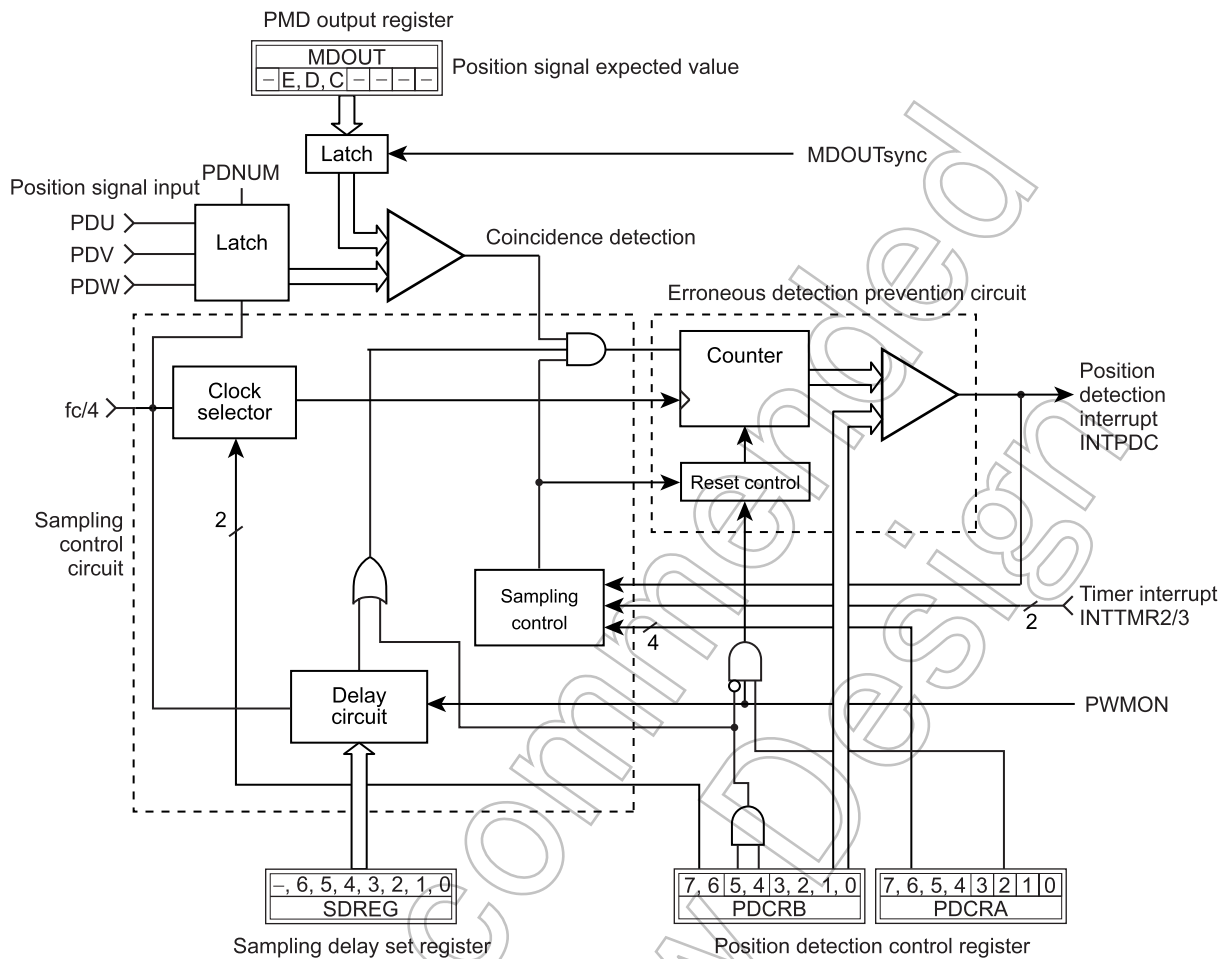 PMD output register
MDOUT
– E, D, C – – – –
Position signal expected value
Latch
MDOUTsync
Position signal input
PDNUM
PDU
PDV
PDW
Latch
Coincidence detection
Erroneous detection prevention circuit
Counter
Clock
selector
fc/4
Position
detection
interrupt
INTPDC
Reset control
2
Sampling
control
circuit
Sampling
control
Timer interrupt
INTTMR2/3
2
4
Delay
circuit
PWMON
–, 6, 5, 4, 3, 2, 1, 0
SDREG
7, 6 5, 4 3, 2, 1, 0
PDCRB
7, 6, 5, 4 3 2 1 0
PDCRA
Sampling delay set register
Position detection control register
commended
w Design